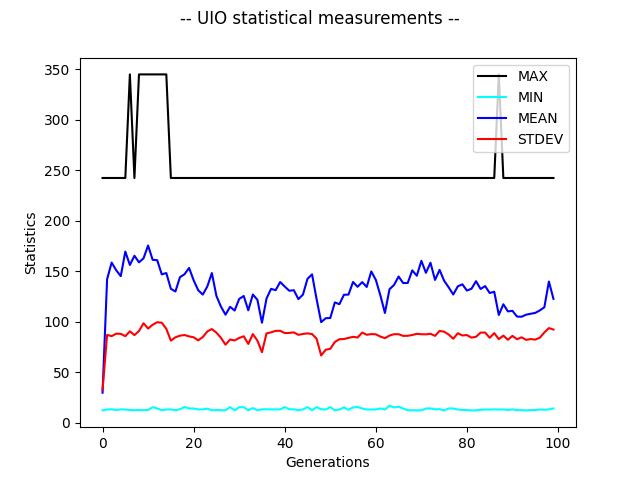 -- UIO statistical measurements --
MAX
MIN
MEAN
STDEV
Statistics
350
300
250
200
150
100
50
0
0 20 40 60 80 100
Generations